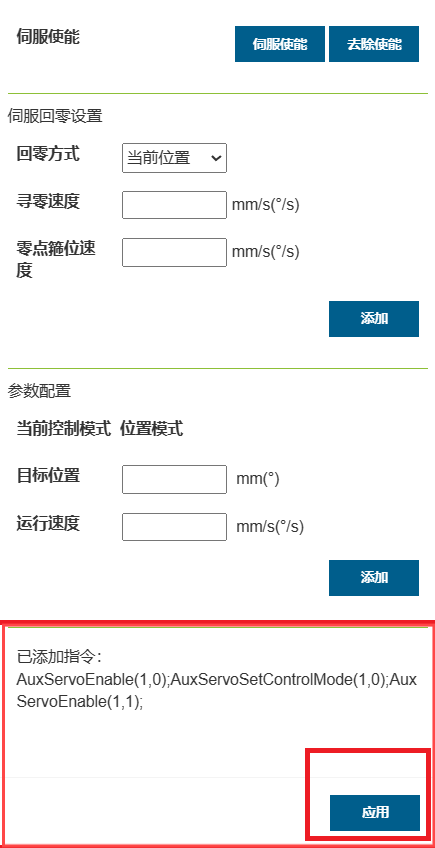 伺服使能
伺服使能 去除使能
伺服回零设置
回零方式 当前位置
寻零速度 mm/s(°/s)
零点箍位速
度 mm/s(°/s)
添加
参数配置
当前控制模式 位置模式
目标位置 mm(°)
运行速度 mm/s(°/s)
添加
已添加指令：
AuxServoEnable(1,0);AuxServoSetControlMode(1,0);Aux
ServoEnable(1,1);
应用